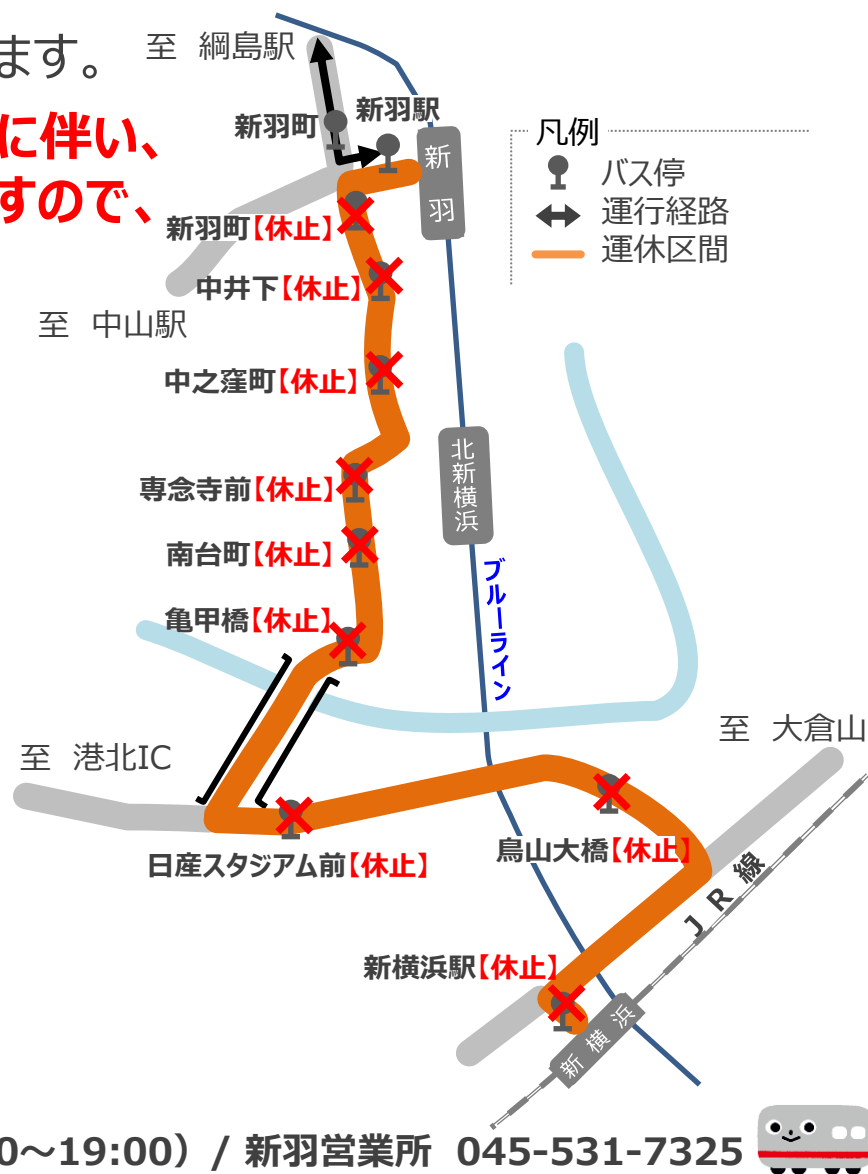 ます。
至 綱島駅
に伴い、
すので、
新羽町
新羽駅
新羽
凡例
バス停
運行経路
運休区間
新羽町【休止】
中井下【休止】
至 中山駅
中之窪町【休止】
北新横浜
専念寺前【休止】
南台町【休止】
ブルーライン
亀甲橋【休止】
至 港北IC
至 大倉山
日産スタジアム前【休止】
鳥山大橋【休止】
JR線
新横浜駅【休止】
新横浜
0～19:00）/ 新羽営業所 045-531-7325